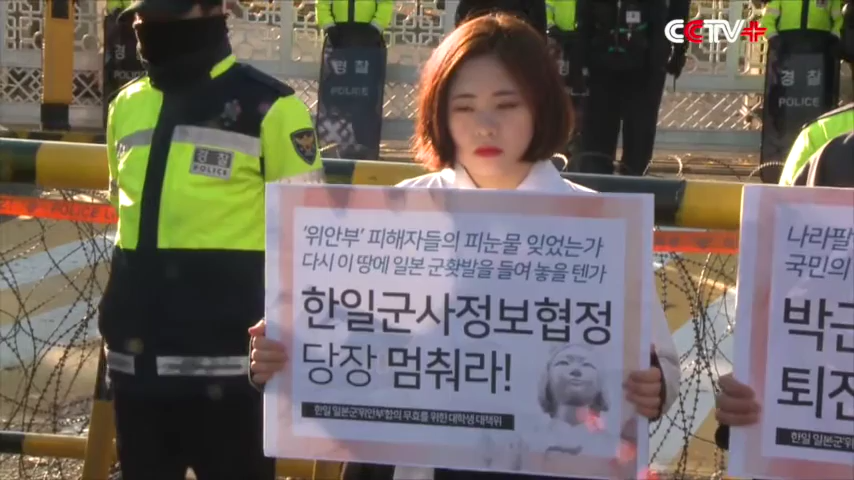 CCTV+
경찰
POLICE
경찰
POLICE
경찰
POLICE
POLICE
'위안부' 피해자들의 피눈물 잊었는가
다시 이 땅에 일본 군홧발을 들여 놓을 텐가
한일군사정보협정
당장 멈춰라!
한일 일본군'위안부'합의 무효를 위한 대학생 대책위
나라팔
국민의
박근
퇴진
한일 일본군